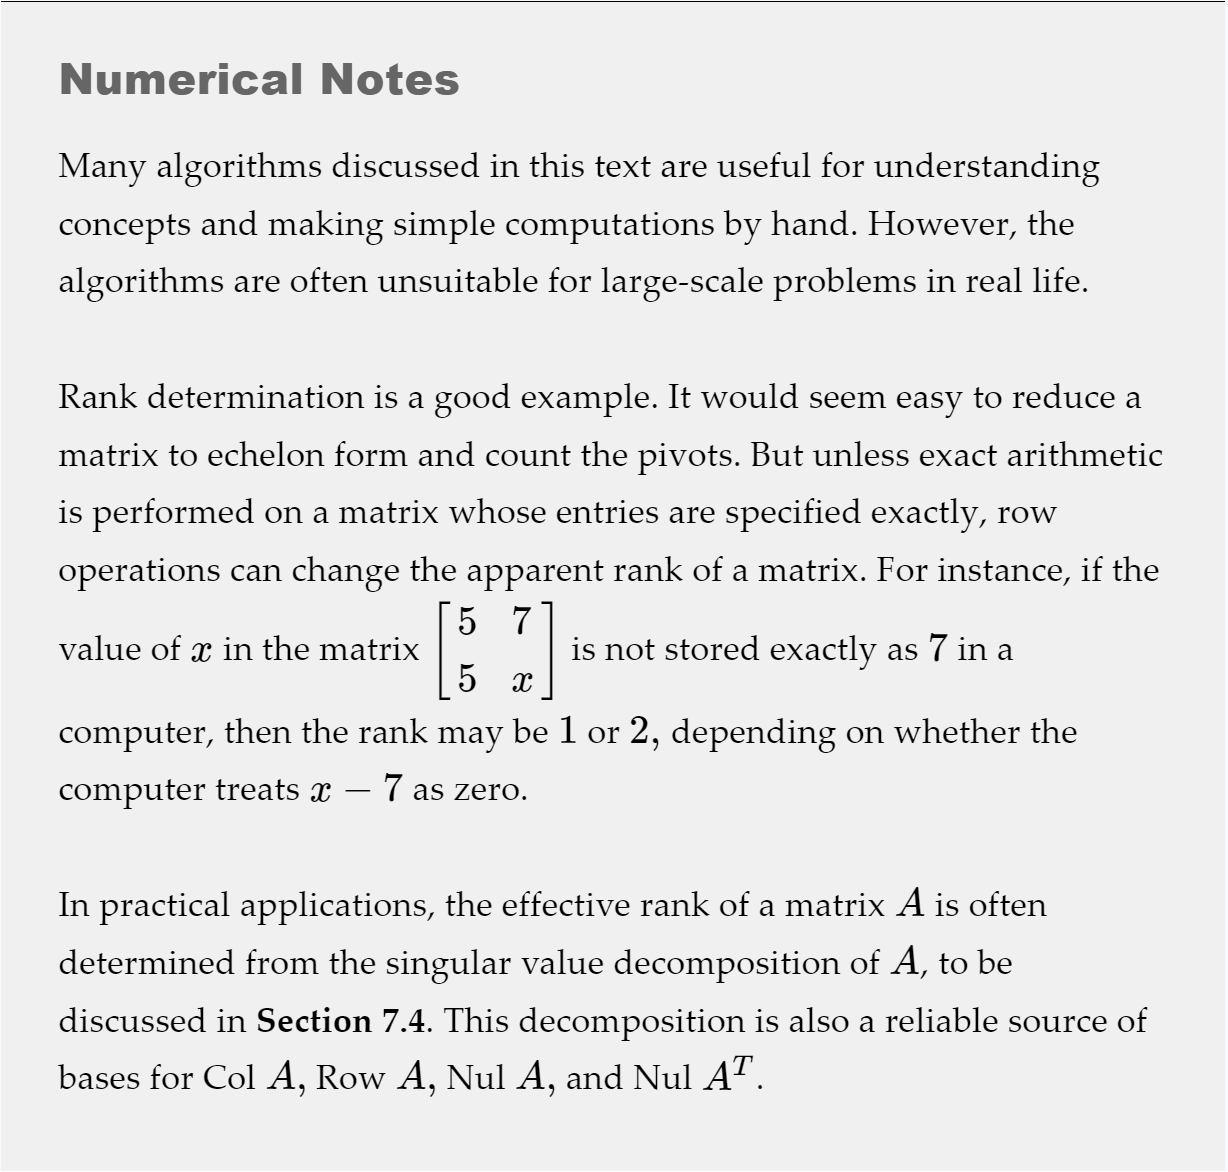 Numerical Notes
Many algorithms discussed in this text are useful for understanding
concepts and making simple computations by hand. However, the
algorithms are often unsuitable for large-scale problems in real life.
Rank determination is a good example. It would seem easy to reduce a
matrix to echelon form and count the pivots. But unless exact arithmetic
is performed on a matrix whose entries are specified exactly, row
operations can change the apparent rank of a matrix. For instance, if the
value of x in the matrix [5 7; 5 x] is not stored exactly as 7 in a
computer, then the rank may be 1 or 2, depending on whether the
computer treats x − 7 as zero.
In practical applications, the effective rank of a matrix A is often
determined from the singular value decomposition of A, to be
discussed in Section 7.4. This decomposition is also a reliable source of
bases for Col A, Row A, Nul A, and Nul Aᵀ.